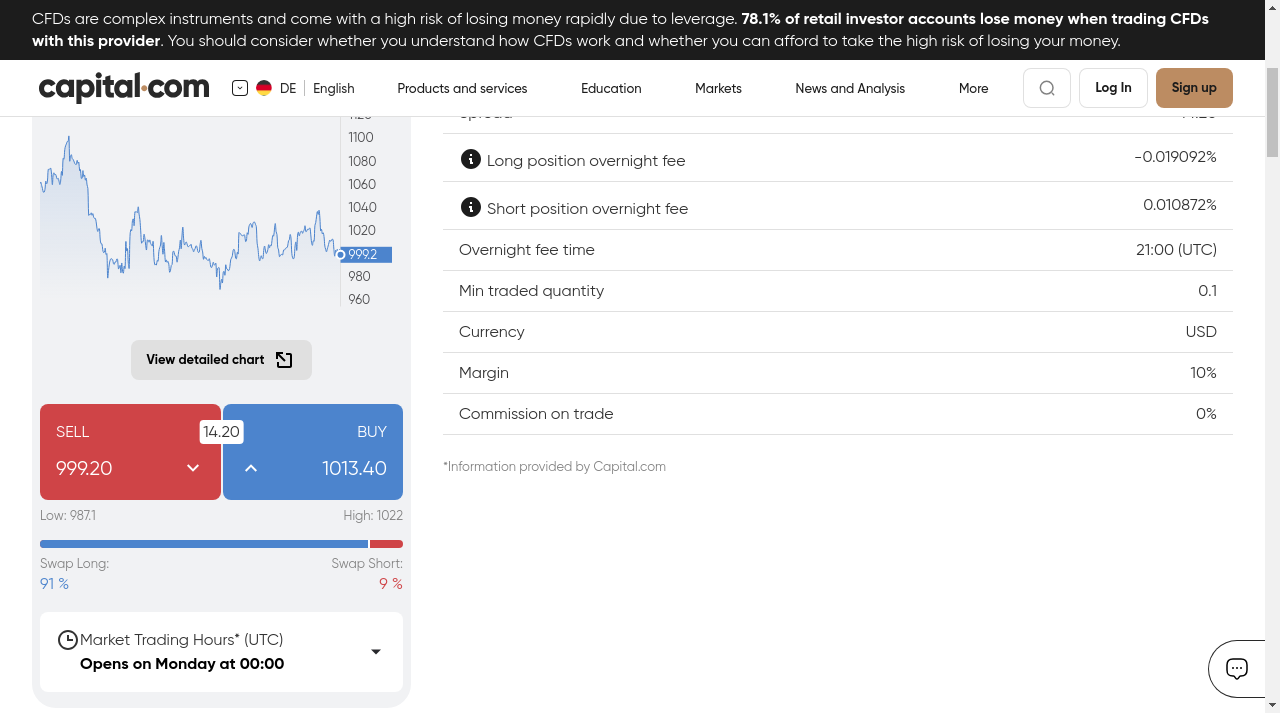 CFDs are complex instruments and come with a high risk of losing money rapidly due to leverage. 78.1% of retail investor accounts lose money when trading CFDs
with this provider. You should consider whether you understand how CFDs work and whether you can afford to take the high risk of losing your money.
capital.com
DE
English
Products and services
Education
Markets
News and Analysis
More
Log In
Sign up
1100
1080
1060
1040
1020
999.2
980
960
View detailed chart
SELL
14.20
BUY
999.20
1013.40
Low: 987.1
High: 1022
Swap Long:
Swap Short:
91 %
9 %
Market Trading Hours* (UTC)
Opens on Monday at 00:00
Long position overnight fee
-0.019092%
Short position overnight fee
0.010872%
Overnight fee time
21:00 (UTC)
Min traded quantity
0.1
Currency
USD
Margin
10%
Commission on trade
0%
*Information provided by Capital.com